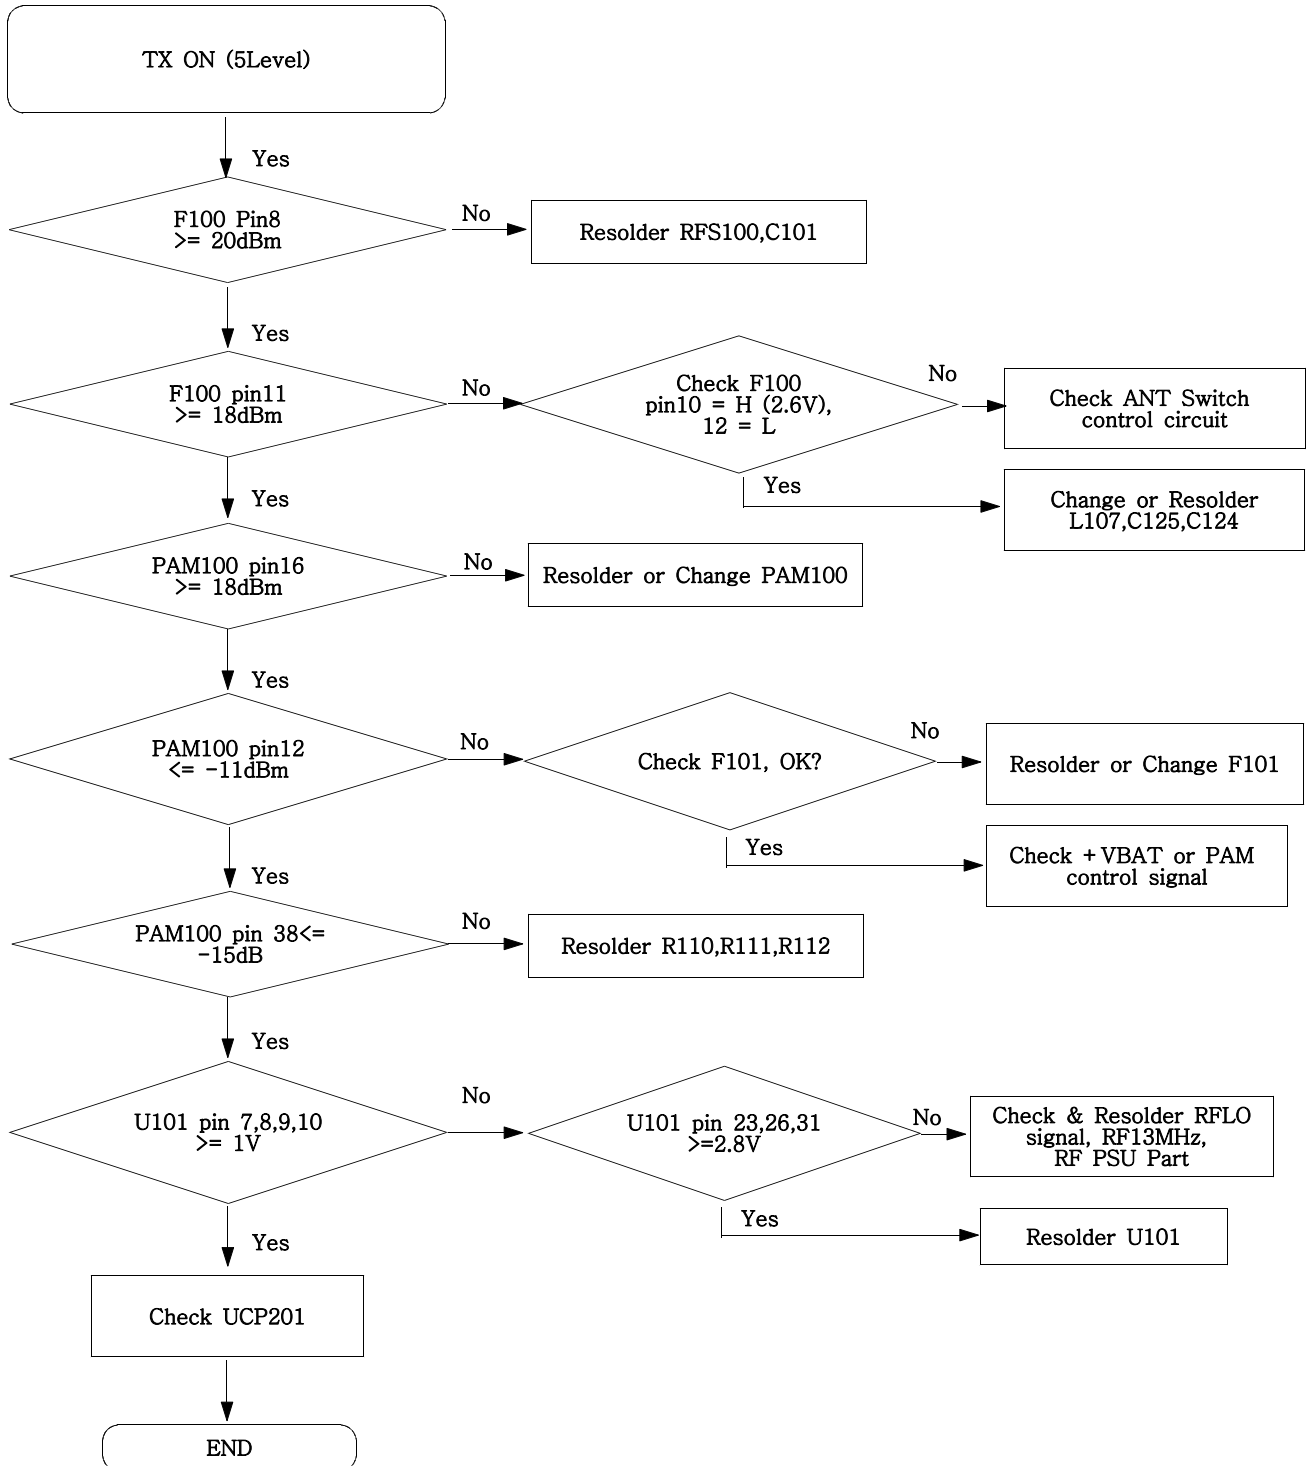 TX ON (5Level)
Yes
F100 Pin8
>= 20dBm
No
Resolder RFS100,C101
Yes
F100 pin11
>= 18dBm
No
Check F100
pin10 = H (2.6V),
12 = L
No
Check ANT Switch
control circuit
Yes
Change or Resolder
L107,C125,C124
Yes
PAM100 pin16
>= 18dBm
No
Resolder or Change PAM100
Yes
PAM100 pin12
<= -11dBm
No
Check F101, OK?
No
Resolder or Change F101
Yes
Check +VBAT or PAM
control signal
Yes
PAM100 pin 38<=
-15dB
No
Resolder R110,R111,R112
Yes
U101 pin 7,8,9,10
>= 1V
No
U101 pin 23,26,31
>=2.8V
No
Check & Resolder RFLO
signal, RF13MHz,
RF PSU Part
Yes
Resolder U101
Yes
Check UCP201
END